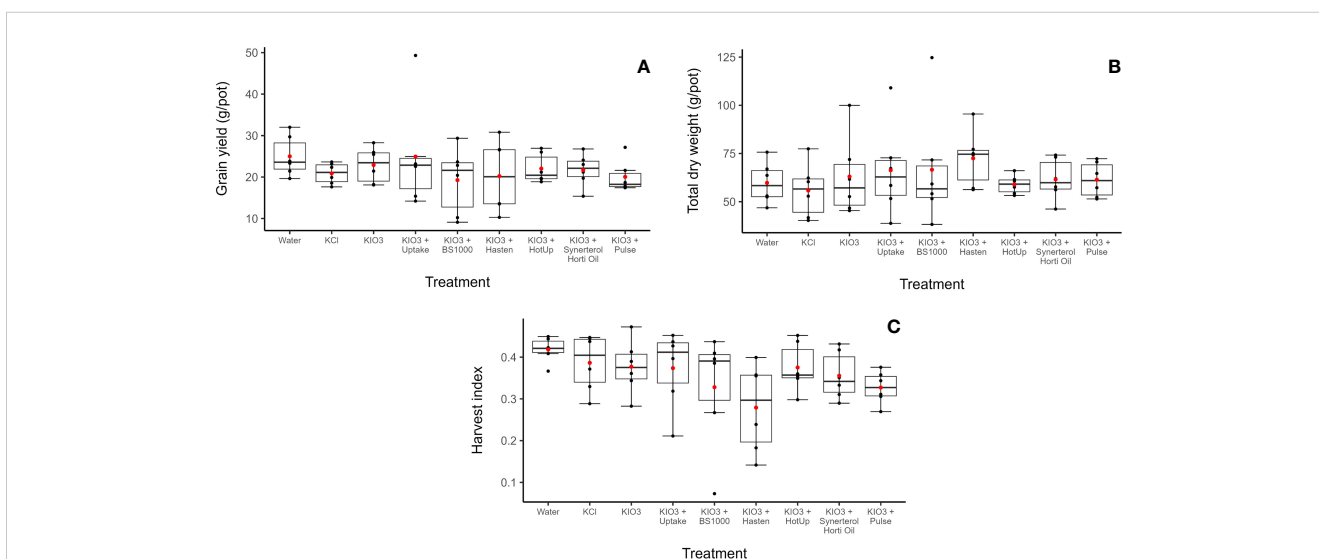 A
Grain yield (g/pot)
50
40
30
20
10
Water KCl KIO3 KIO3 + KIO3 + KIO3 + KIO3 + KIO3 + KIO3 +
Uptake BS1000 Hasten HotUp Synerterol Pulse
Horti Oil
Treatment
B
Total dry weight (g/pot)
125
100
75
50
Water KCl KIO3 KIO3 + KIO3 + KIO3 + KIO3 + KIO3 + KIO3 +
Uptake BS1000 Hasten HotUp Synerterol Pulse
Horti Oil
Treatment
C
Harvest index
0.4
0.3
0.2
0.1
Water KCl KIO3 KIO3 + KIO3 + KIO3 + KIO3 + KIO3 + KIO3 +
Uptake BS1000 Hasten HotUp Synerterol Pulse
Horti Oil
Treatment